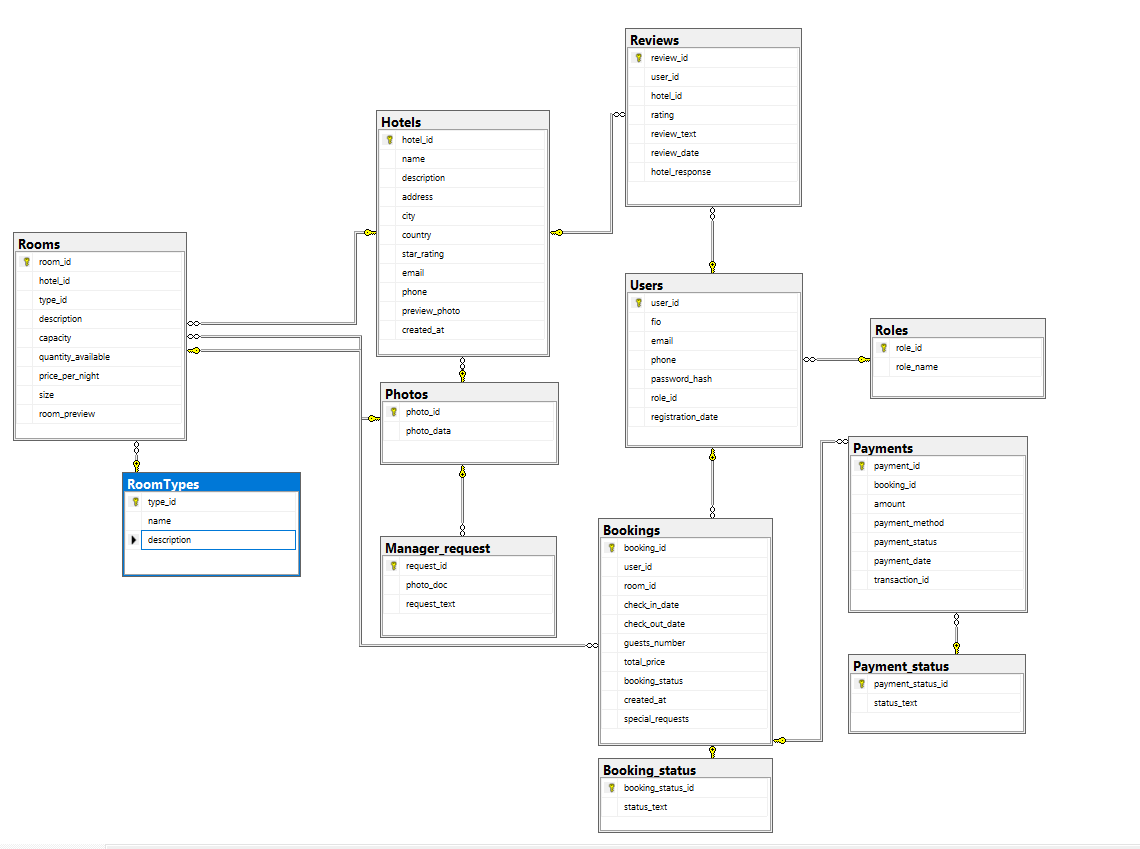 Reviews
review_id
user_id
hotel_id
rating
review_text
review_date
hotel_response
Hotels
hotel_id
name
description
address
city
country
star_rating
email
phone
preview_photo
created_at
Rooms
room_id
hotel_id
type_id
description
capacity
quantity_available
price_per_night
size
room_preview
Users
user_id
fio
email
phone
password_hash
role_id
registration_date
Roles
role_id
role_name
Photos
photo_id
photo_data
RoomTypes
type_id
name
description
Payments
payment_id
booking_id
amount
payment_method
payment_status
payment_date
transaction_id
Manager_request
request_id
photo_doc
request_text
Bookings
booking_id
user_id
room_id
check_in_date
check_out_date
guests_number
total_price
booking_status
created_at
special_requests
Payment_status
payment_status_id
status_text
Booking_status
booking_status_id
status_text